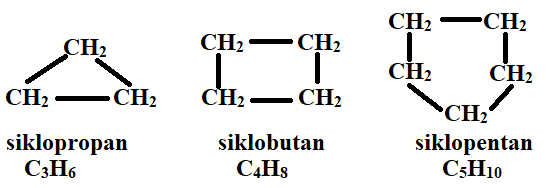 CH₂
CH₂ CH₂
siklopropan
C₃H₆
CH₂ CH₂
CH₂ CH₂
siklobutan
C₄H₈
CH₂ CH₂
CH₂ CH₂
CH₂
siklopentan
C₅H₁₀